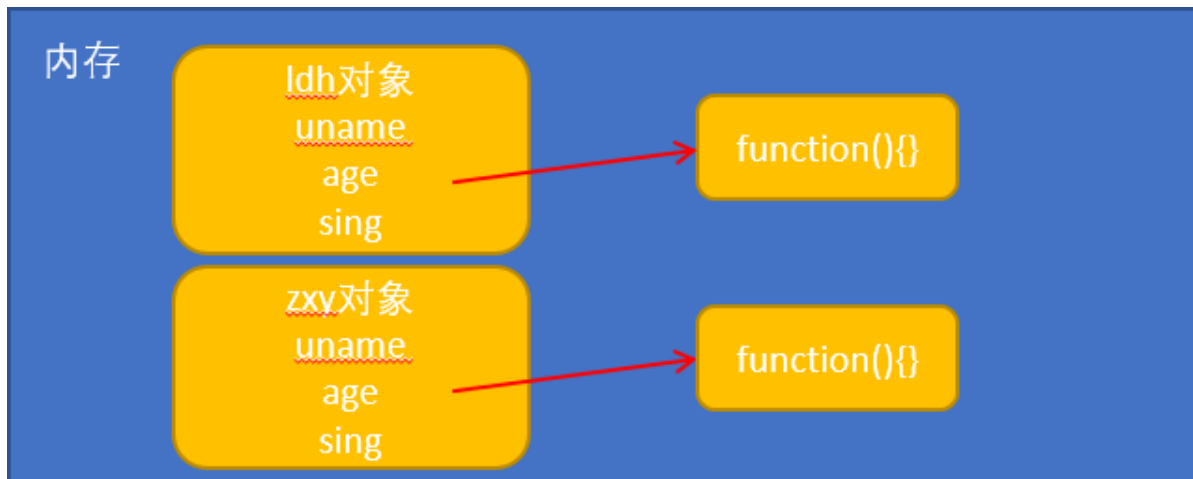 内存
ldh对象
uname
age
sing
function(){}
zxy对象
uname
age
sing
function(){}